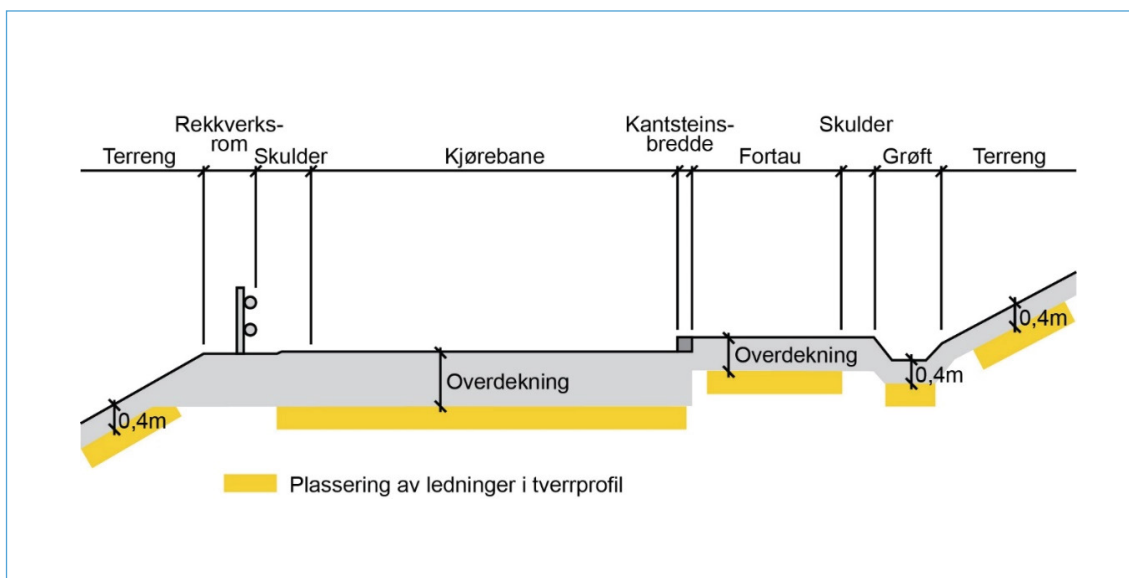 Rekkverks-
rom
Kantsteins-
bredde
Skulder
Terreng
Skulder
Kjørebane
Fortau
Grøft
Terreng
0,4m
Overdekning
Overdekning
0,4m
0,4m
Plassering av ledninger i tverrprofil